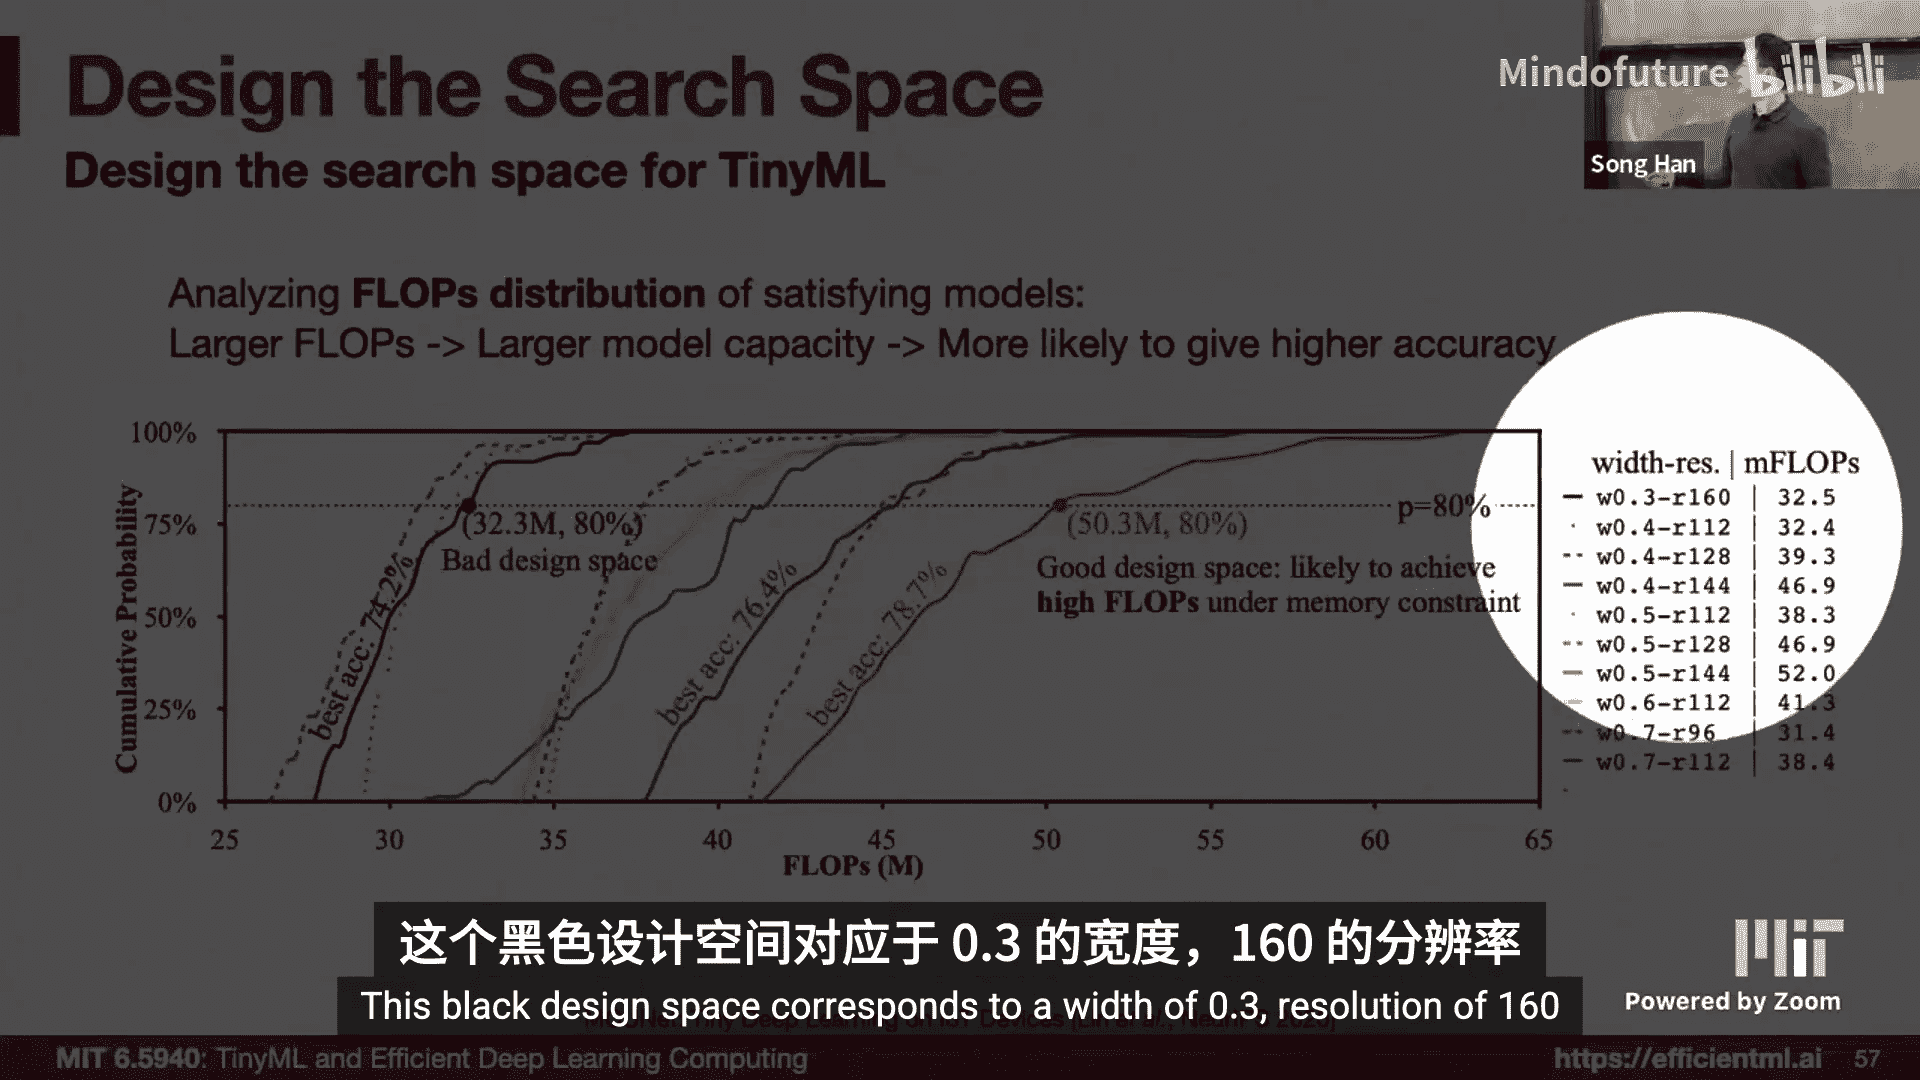 Design the Search Space
Mindofuture bilibili
Design the search space for TinyML
Song Han
Analyzing FLOPs distribution of satisfying models:
Larger FLOPs -> Larger model capacity -> More likely to give higher accuracy
100%
75%
50%
25%
0%
Cumulative Probability
p=80%
(32.3M, 80%)
Bad design space
(50.3M, 80%)
Good design space: likely to achieve
high FLOPs under memory constraint
best acc: 74.2%
best acc: 76.4%
best acc: 78.7%
25 30 35 40 45 50 55 60 65
FLOPs (M)
width-res. | mFLOPs
w0.3-r160 | 32.5
w0.4-r112 | 32.4
w0.4-r128 | 39.3
w0.4-r144 | 46.9
w0.5-r112 | 38.3
w0.5-r128 | 46.9
w0.5-r144 | 52.0
w0.6-r112 | 41.3
w0.7-r96 | 31.4
w0.7-r112 | 38.4
这个黑色设计空间对应于 0.3 的宽度，160 的分辨率
This black design space corresponds to a width of 0.3, resolution of 160
MIT
Powered by Zoom
MIT 6.5940: TinyML and Efficient Deep Learning Computing
https://efficientml.ai 57